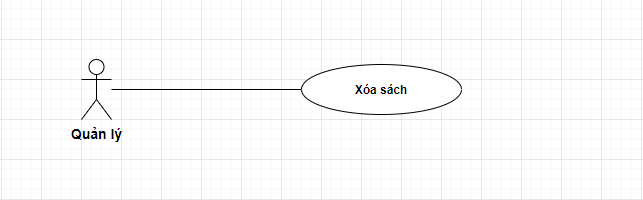 Xóa sách
Quản lý